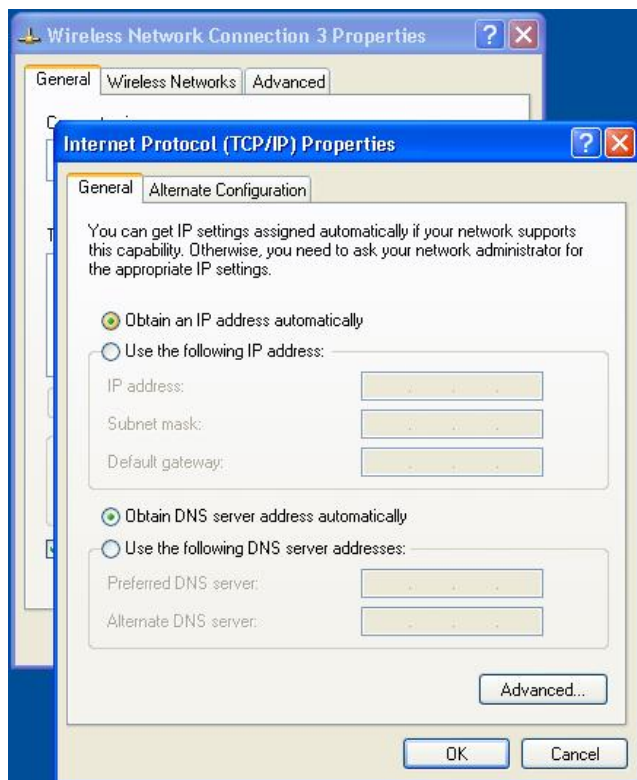 Wireless Network Connection 3 Properties
General Wireless Networks Advanced
Internet Protocol (TCP/IP) Properties
General Alternate Configuration
You can get IP settings assigned automatically if your network supports
this capability. Otherwise, you need to ask your network administrator for
the appropriate IP settings.
Obtain an IP address automatically
Use the following IP address:
IP address:
Subnet mask:
Default gateway:
Obtain DNS server address automatically
Use the following DNS server addresses:
Preferred DNS server:
Alternate DNS server:
Advanced...
OK Cancel